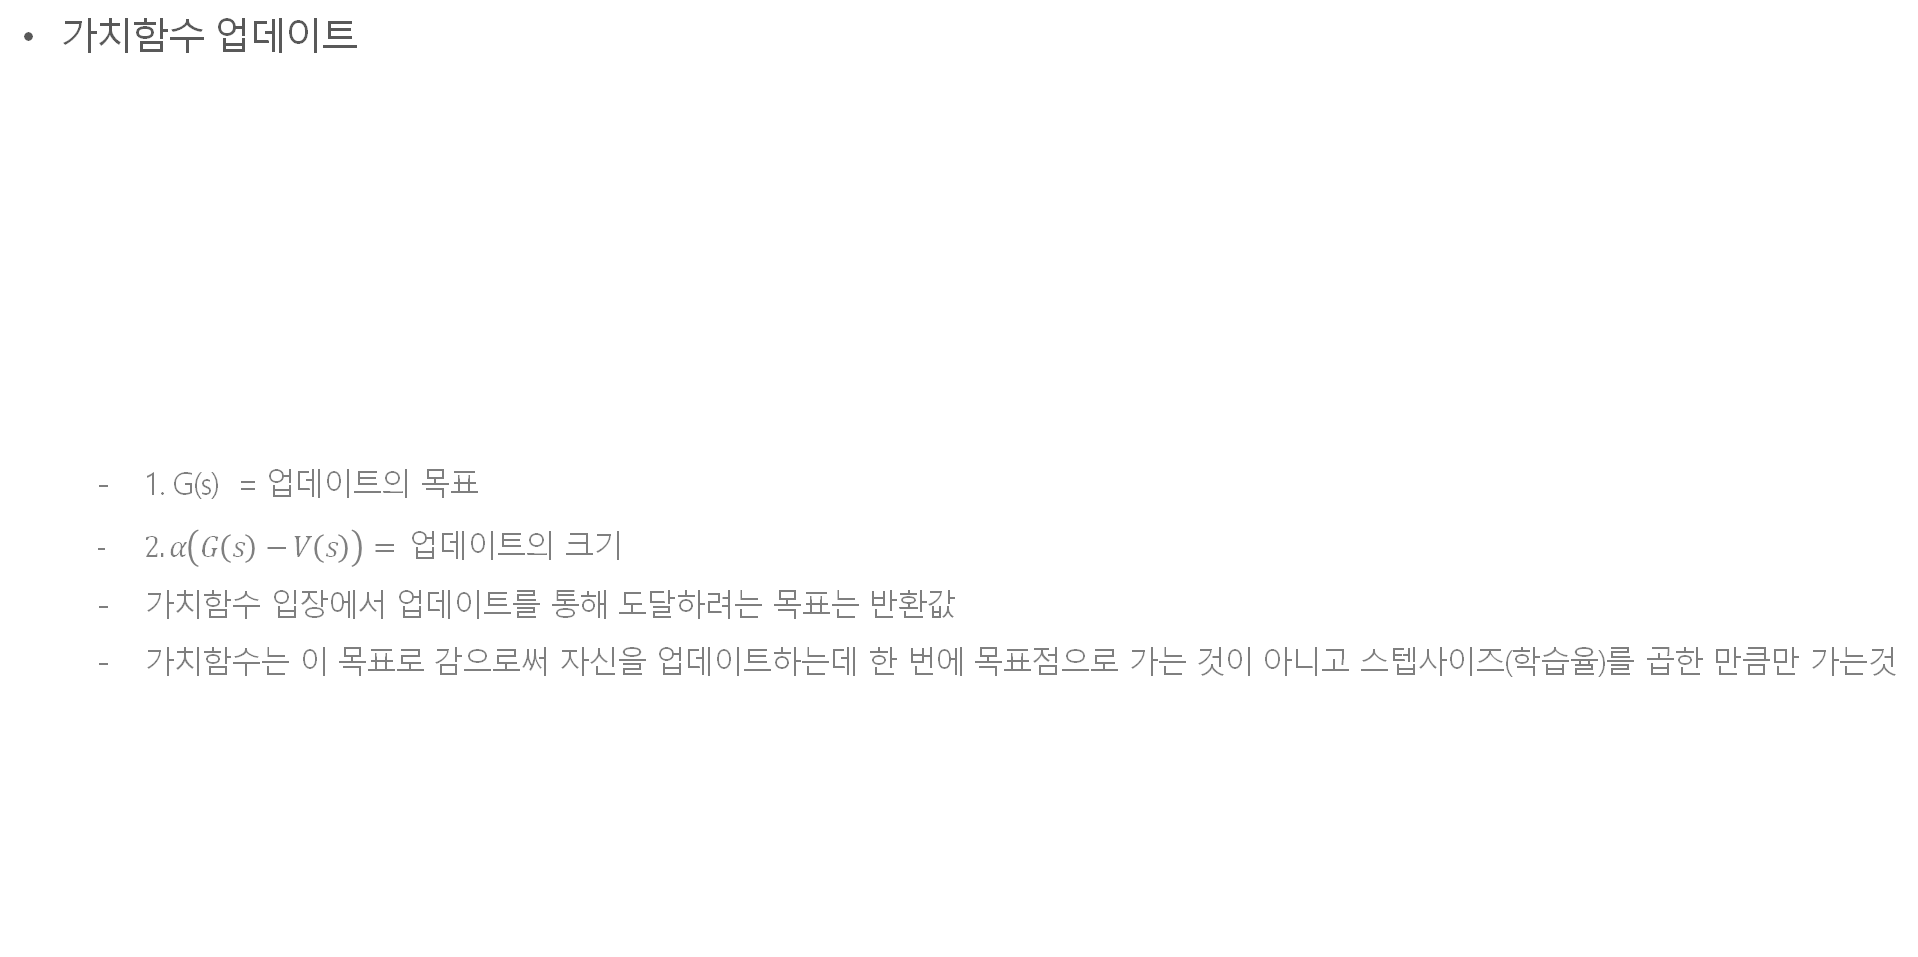 • 가치함수 업데이트
- 1. G(s) = 업데이트의 목표
- 2. α(G(s) − V(s)) = 업데이트의 크기
- 가치함수 입장에서 업데이트를 통해 도달하려는 목표는 반환값
- 가치함수는 이 목표로 감으로써 자신을 업데이트하는데 한 번에 목표점으로 가는 것이 아니고 스텝사이즈(학습율)를 곱한 만큼만 가는것